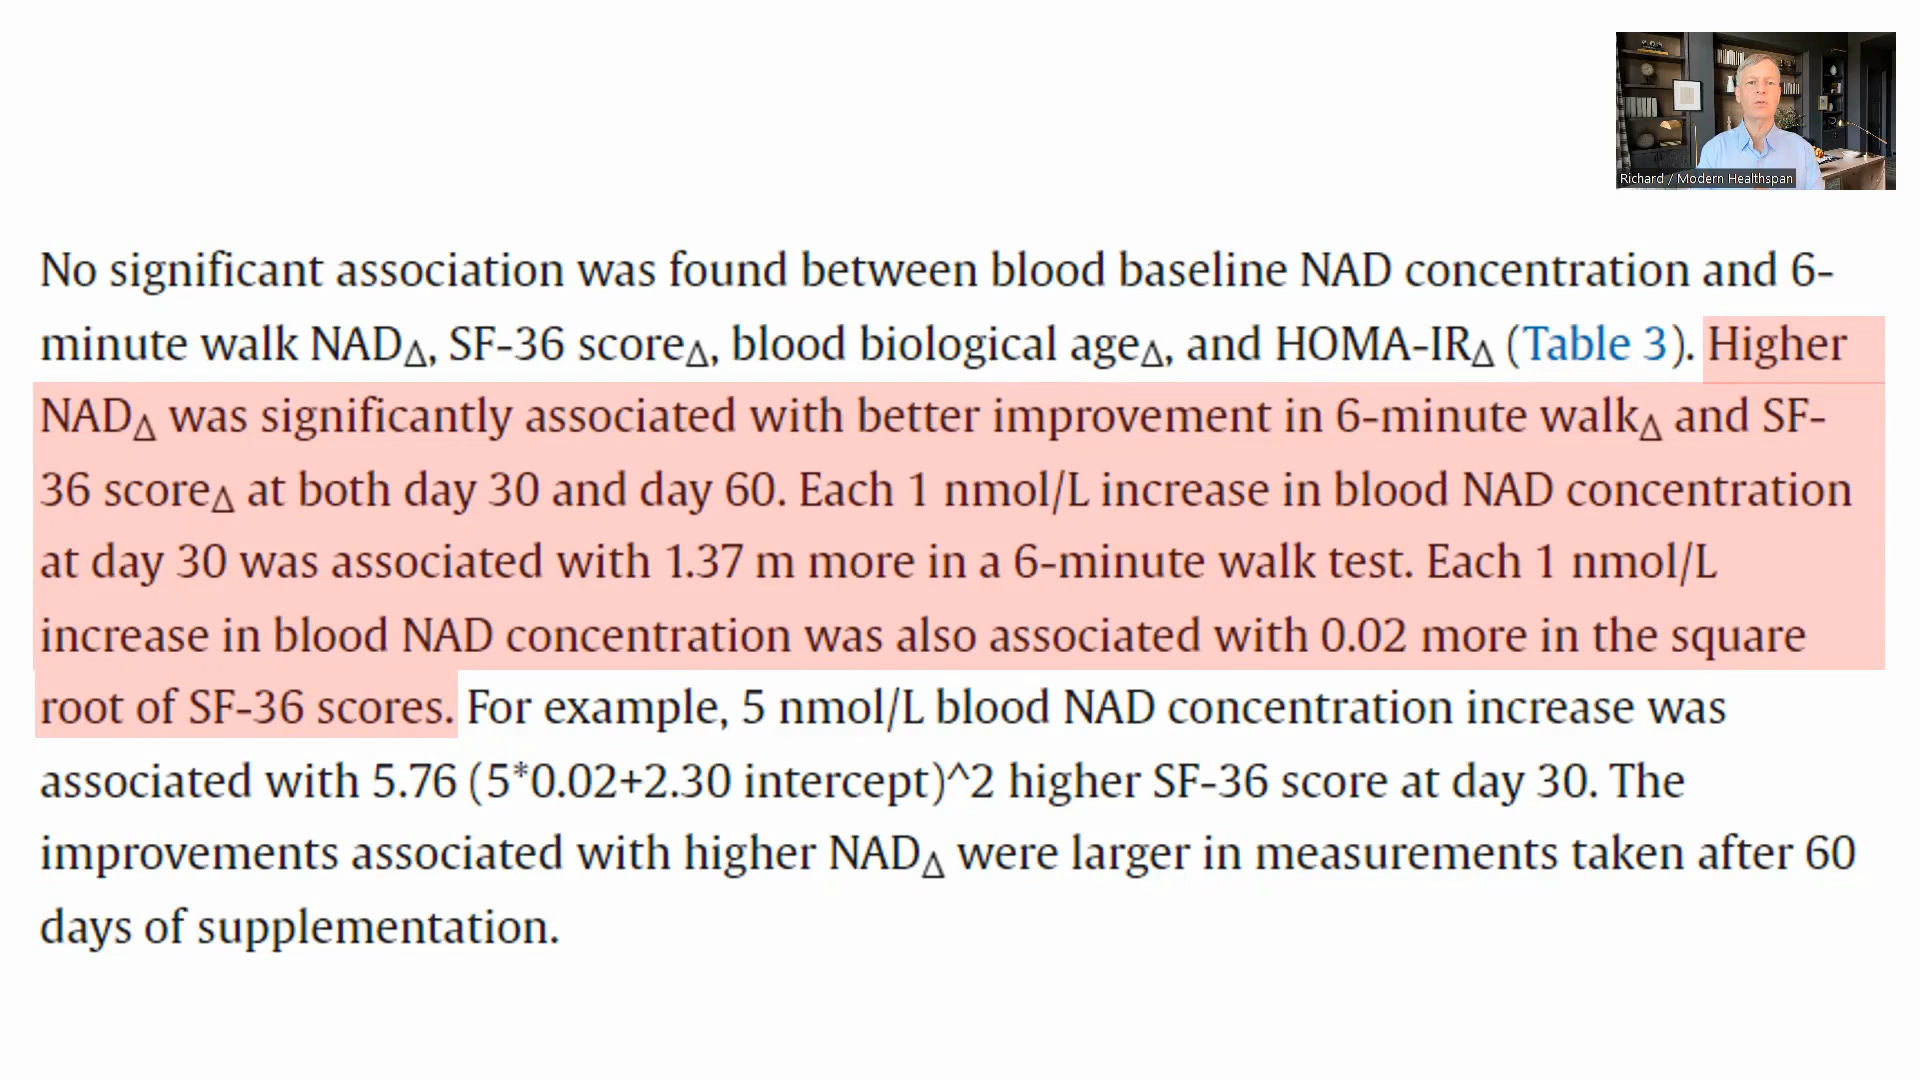 Richard / Modern Healthspan
No significant association was found between blood baseline NAD concentration and 6-
minute walk NADΔ, SF-36 scoreΔ, blood biological ageΔ, and HOMA-IRΔ (Table 3). Higher
NADΔ was significantly associated with better improvement in 6-minute walkΔ and SF-
36 scoreΔ at both day 30 and day 60. Each 1 nmol/L increase in blood NAD concentration
at day 30 was associated with 1.37 m more in a 6-minute walk test. Each 1 nmol/L
increase in blood NAD concentration was also associated with 0.02 more in the square
root of SF-36 scores. For example, 5 nmol/L blood NAD concentration increase was
associated with 5.76 (5*0.02+2.30 intercept)^2 higher SF-36 score at day 30. The
improvements associated with higher NADΔ were larger in measurements taken after 60
days of supplementation.